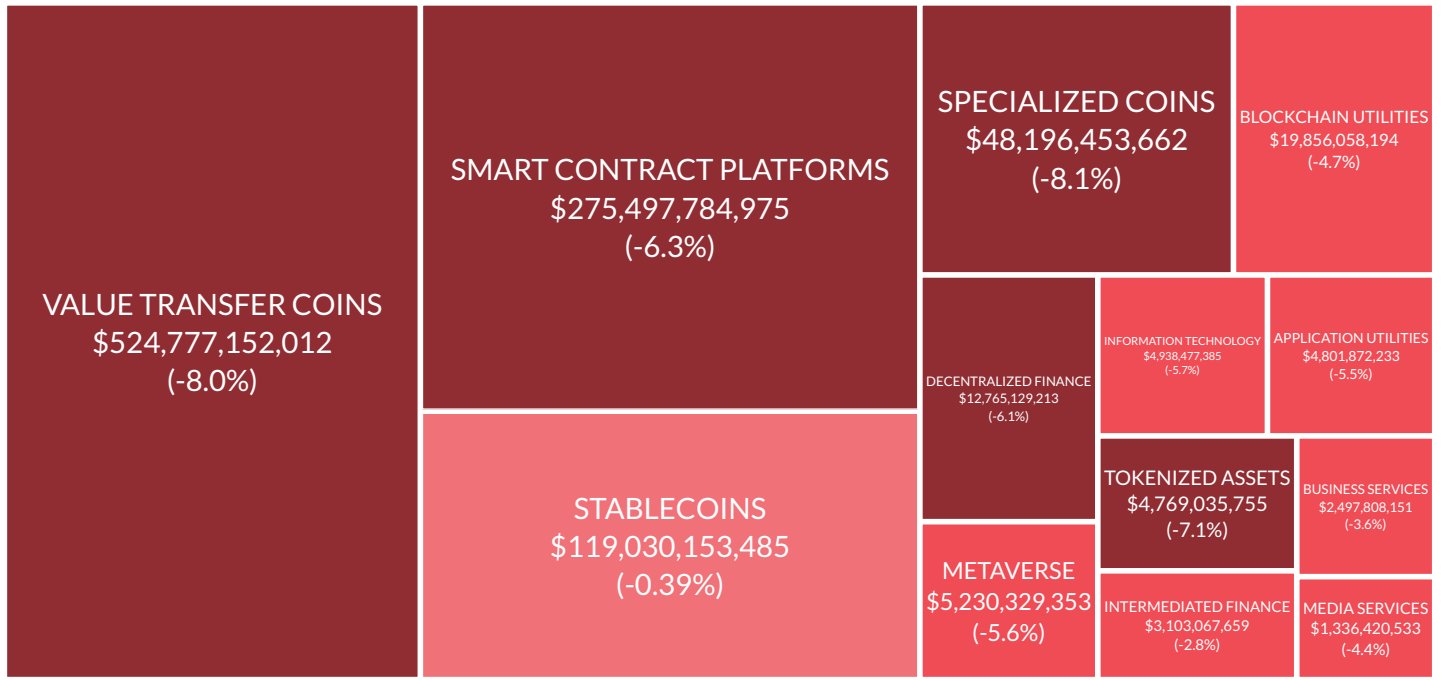 VALUE TRANSFER COINS
$524,777,152,012
(-8.0%)
SMART CONTRACT PLATFORMS
$275,497,784,975
(-6.3%)
STABLECOINS
$119,030,153,485
(-0.39%)
SPECIALIZED COINS
$48,196,453,662
(-8.1%)
BLOCKCHAIN UTILITIES
$19,856,058,194
(-4.7%)
DECENTRALIZED FINANCE
$12,765,129,213
(-6.1%)
METAVERSE
$5,230,329,353
(-5.6%)
INFORMATION TECHNOLOGY
$4,938,477,385
(-5.7%)
APPLICATION UTILITIES
$4,801,872,233
(-5.5%)
TOKENIZED ASSETS
$4,769,035,755
(-7.1%)
INTERMEDIATED FINANCE
$3,103,067,659
(-2.8%)
BUSINESS SERVICES
$2,497,808,151
(-3.6%)
MEDIA SERVICES
$1,336,420,533
(-4.4%)